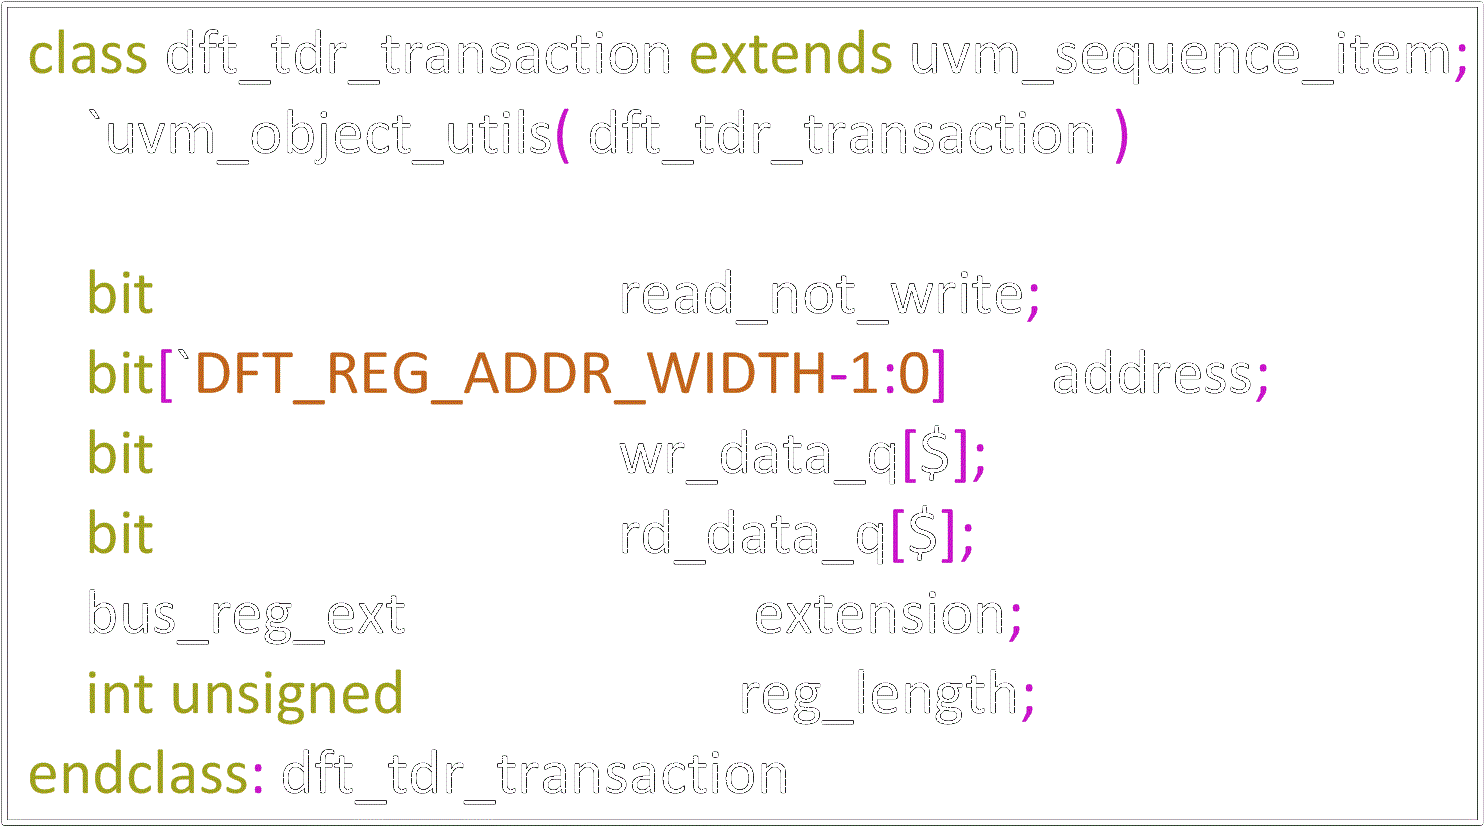 class dft_tdr_transaction extends uvm_sequence_item;
`uvm_object_utils( dft_tdr_transaction )
bit read_not_write;
bit[`DFT_REG_ADDR_WIDTH-1:0] address;
bit wr_data_q[$];
bit rd_data_q[$];
bus_reg_ext extension;
int unsigned reg_length;
endclass: dft_tdr_transaction